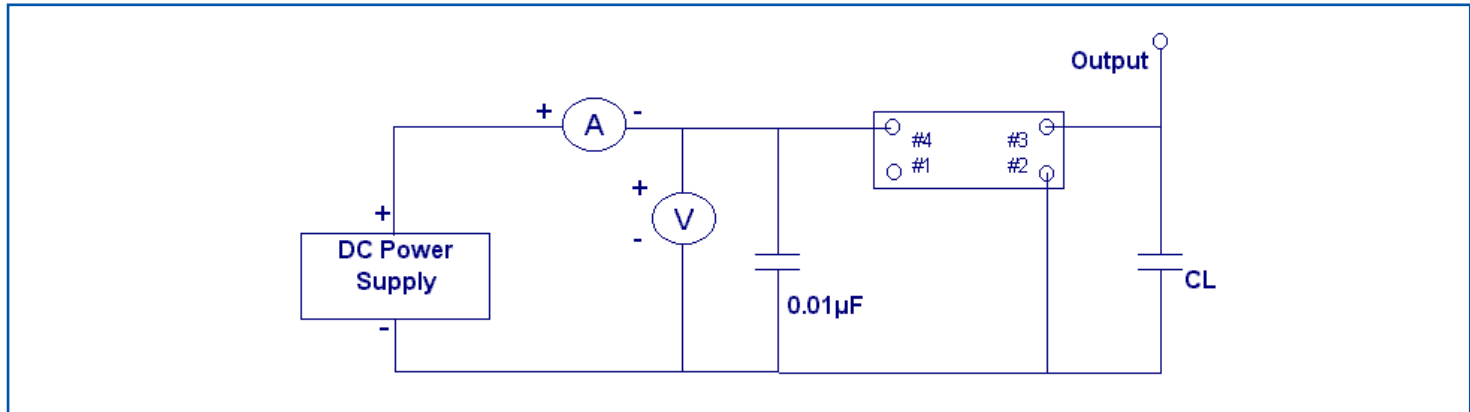 Output
+ A -
#4 #3
#1 #2
+
V
-
+
DC Power
Supply
-
0.01µF
CL